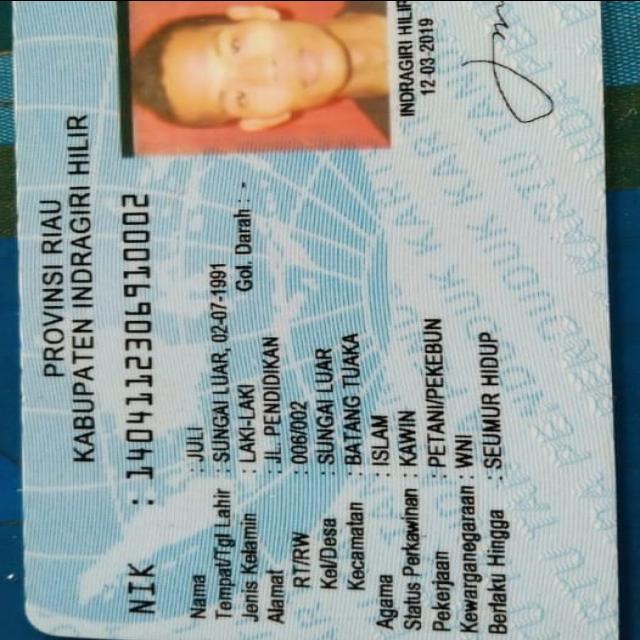 PROVINSI RIAU
KABUPATEN INDRAGIRI HILIR
NIK : 1404112306910002
Nama : JULI
Tempat/Tgl Lahir : SUNGAI LUAR, 02-07-1991
Jenis Kelamin : LAKI-LAKI Gol. Darah : -
Alamat : JL. PENDIDIKAN
RT/RW : 006/002
Kel/Desa : SUNGAI LUAR
Kecamatan : BATANG TUAKA
Agama : ISLAM
Status Perkawinan : KAWIN
Pekerjaan : PETANI/PEKEBUN
Kewarganegaraan : WNI
Berlaku Hingga : SEUMUR HIDUP
INDRAGIRI HILIR
12-03-2019